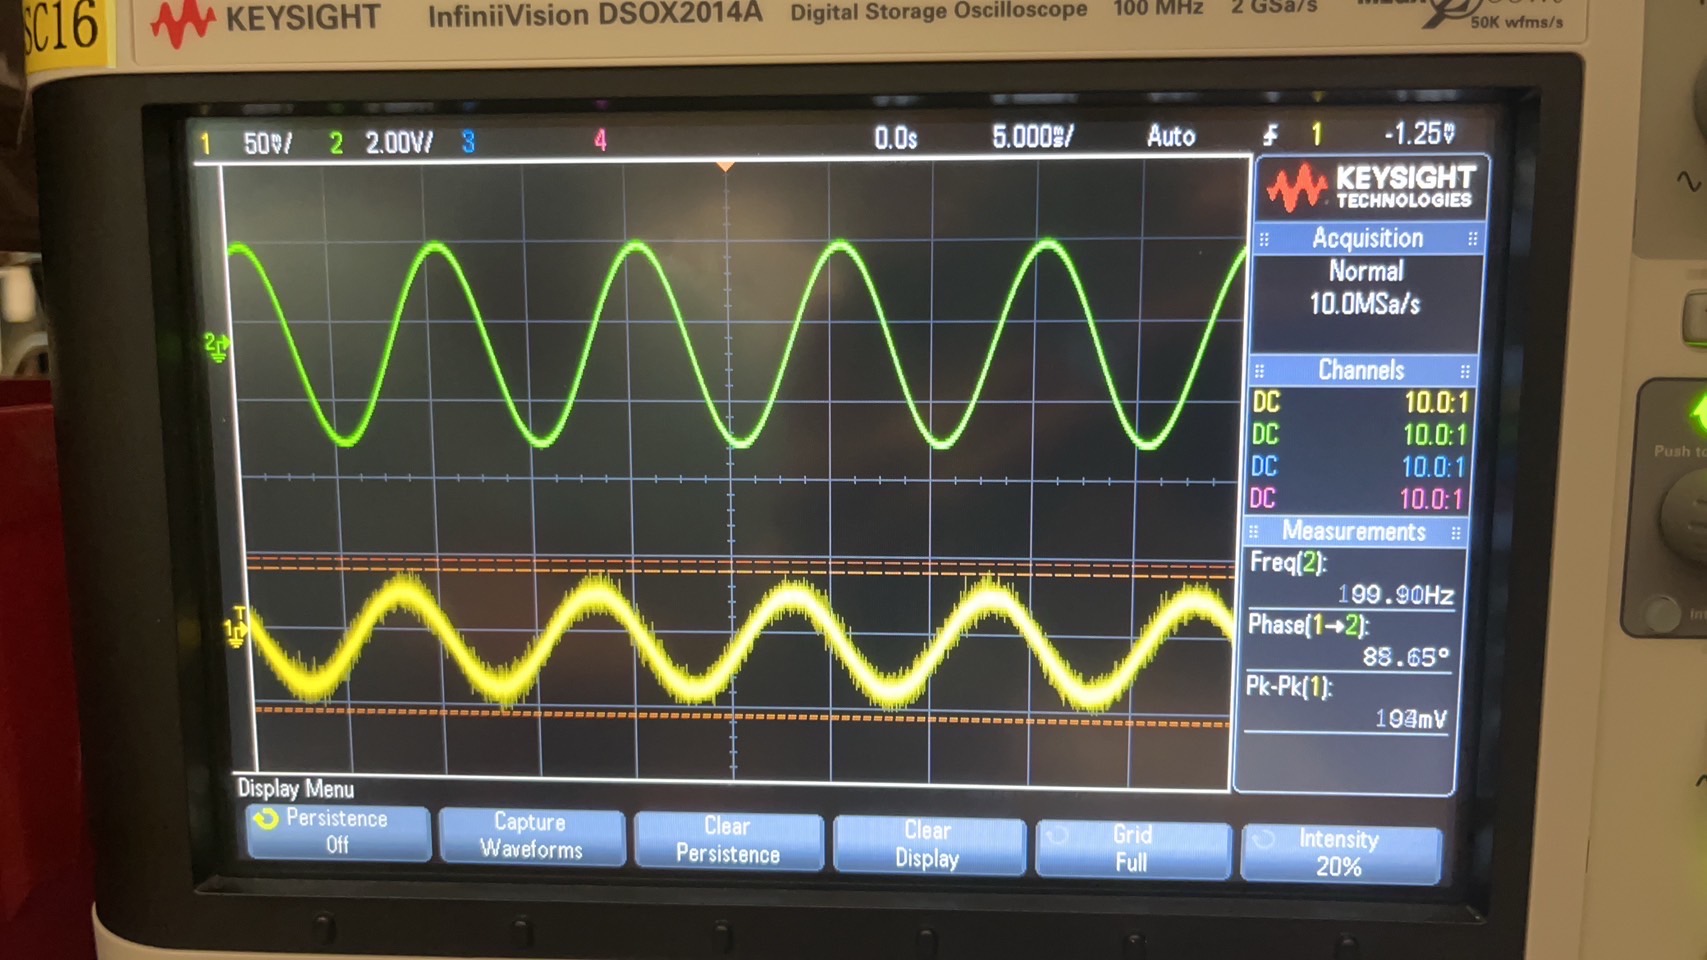 SC16
KEYSIGHT InfiniiVision DSOX2014A Digital Storage Oscilloscope 100 MHz 2 GSa/s
50K wfms/s
1 50mV/ 2 2.00V/ 3 4 0.0s 5.000ms/ Auto 1 -1.25V
KEYSIGHT
TECHNOLOGIES
Acquisition
Normal
10.0MSa/s
Channels
DC 10.0:1
DC 10.0:1
DC 10.0:1
DC 10.0:1
Measurements
Freq(2):
199.90Hz
Phase(1→2):
88.65°
Pk-Pk(1):
2
T
1
Display Menu
Persistence
Off
Capture
Waveforms
Clear
Persistence
Clear
Display
Grid
Full
Intensity
20%
Push to